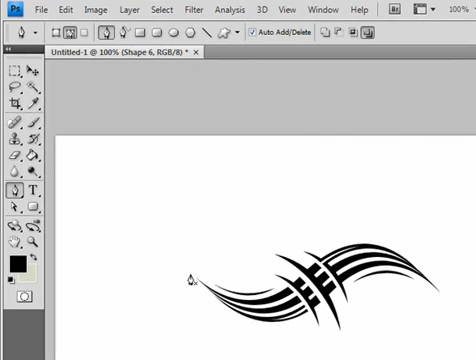 Ps File Edit Image Layer Select Filter Analysis 3D View Window Help Br 100%
Auto Add/Delete
Untitled-1 @ 100% (Shape 6, RGB/8) * ×
T